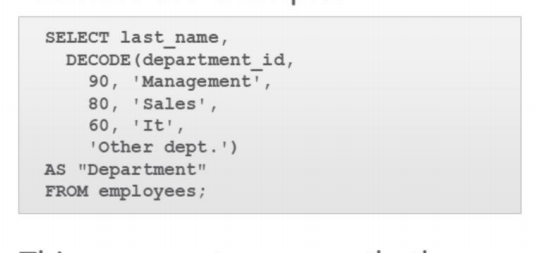 SELECT last_name,
DECODE(department_id,
90, 'Management',
80, 'Sales',
60, 'It',
'Other dept.')
AS "Department"
FROM employees;